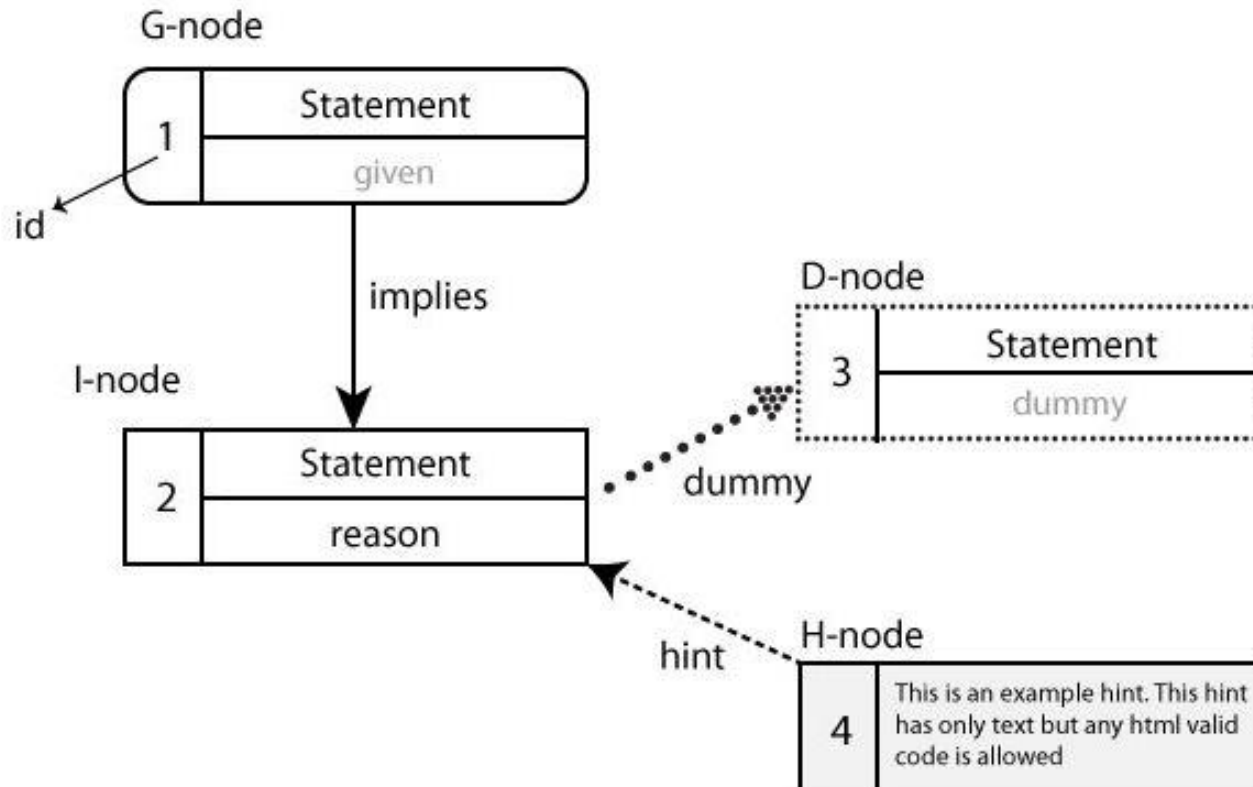 G-node
1
Statement
given
id
implies
D-node
3
Statement
dummy
I-node
2
Statement
reason
dummy
hint
H-node
4
This is an example hint. This hint
has only text but any html valid
code is allowed